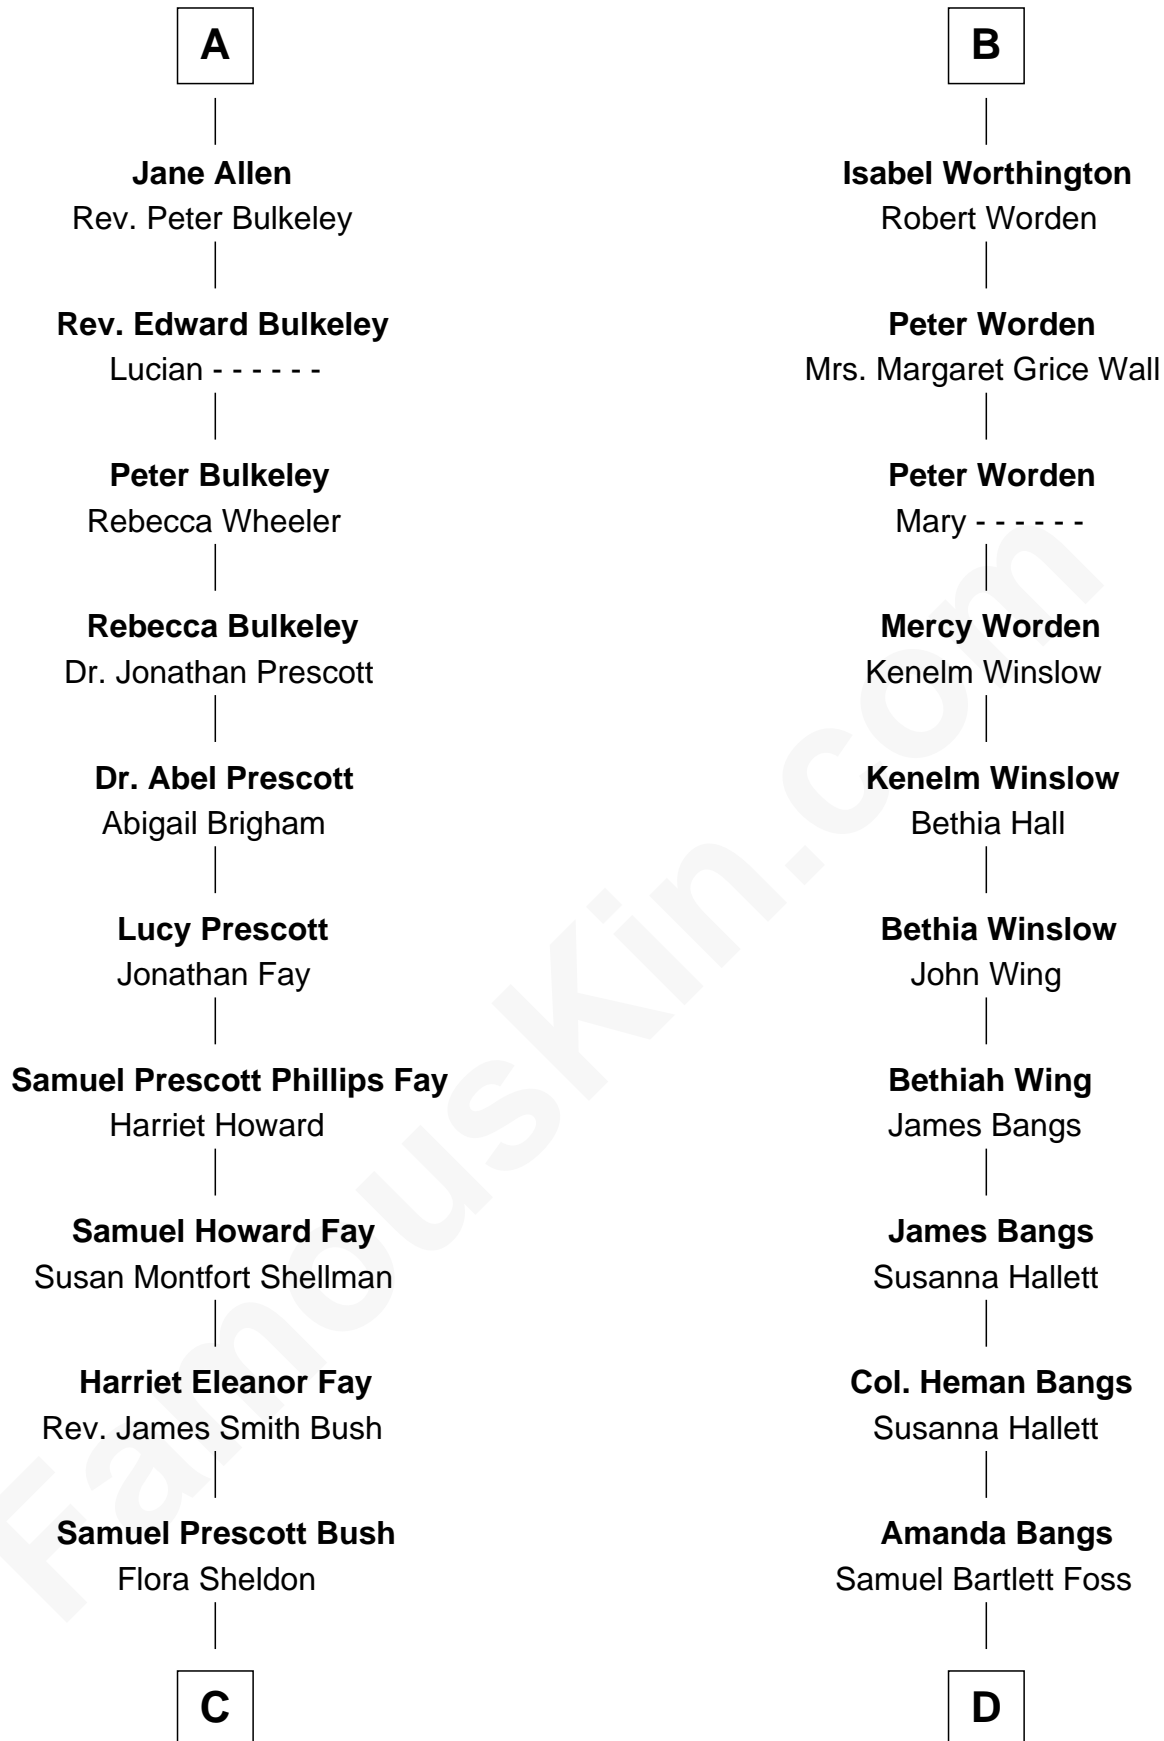 A
Jane Allen
Rev. Peter Bulkeley
Rev. Edward Bulkeley
Lucian - - - - - -
Peter Bulkeley
Rebecca Wheeler
Rebecca Bulkeley
Dr. Jonathan Prescott
Dr. Abel Prescott
Abigail Brigham
Lucy Prescott
Jonathan Fay
Samuel Prescott Phillips Fay
Harriet Howard
Samuel Howard Fay
Susan Montfort Shellman
Harriet Eleanor Fay
Rev. James Smith Bush
Samuel Prescott Bush
Flora Sheldon
C
B
Isabel Worthington
Robert Worden
Peter Worden
Mrs. Margaret Grice Wall
Peter Worden
Mary - - - - - -
Mercy Worden
Kenelm Winslow
Kenelm Winslow
Bethia Hall
Bethia Winslow
John Wing
Bethiah Wing
James Bangs
James Bangs
Susanna Hallett
Col. Heman Bangs
Susanna Hallett
Amanda Bangs
Samuel Bartlett Foss
D
FamousKin.com